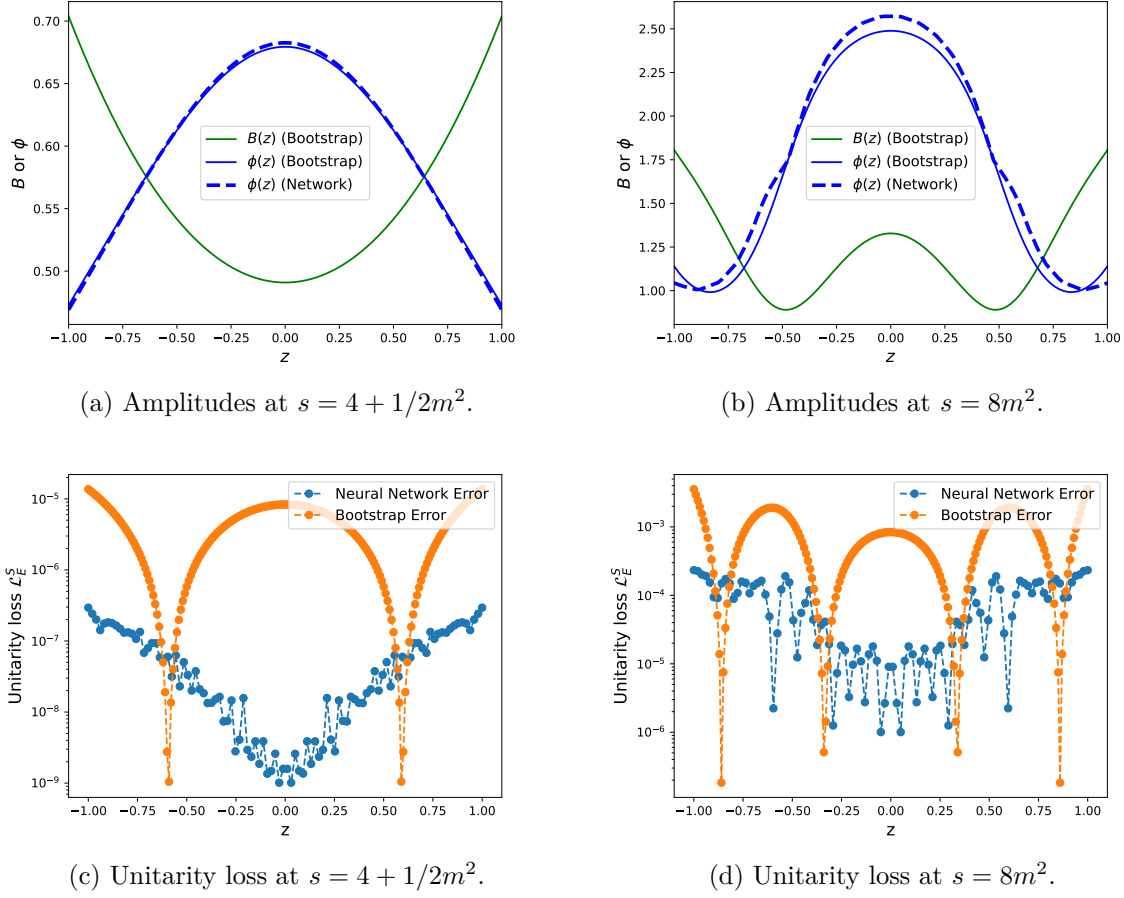 0.70
0.65
0.60
0.55
0.50
B or ϕ
B(z) (Bootstrap)
ϕ(z) (Bootstrap)
ϕ(z) (Network)
−1.00 −0.75 −0.50 −0.25 0.00 0.25 0.50 0.75 1.00
z
(a) Amplitudes at s = 4 + 1/2m².
2.50
2.25
2.00
1.75
1.50
1.25
1.00
B or ϕ
B(z) (Bootstrap)
ϕ(z) (Bootstrap)
ϕ(z) (Network)
−1.00 −0.75 −0.50 −0.25 0.00 0.25 0.50 0.75 1.00
z
(b) Amplitudes at s = 8m².
10⁻⁵
10⁻⁶
10⁻⁷
10⁻⁸
10⁻⁹
Unitarity loss ℒ_E^S
Neural Network Error
Bootstrap Error
−1.00 −0.75 −0.50 −0.25 0.00 0.25 0.50 0.75 1.00
z
(c) Unitarity loss at s = 4 + 1/2m².
10⁻³
10⁻⁴
10⁻⁵
10⁻⁶
Unitarity loss ℒ_E^S
Neural Network Error
Bootstrap Error
−1.00 −0.75 −0.50 −0.25 0.00 0.25 0.50 0.75 1.00
z
(d) Unitarity loss at s = 8m².